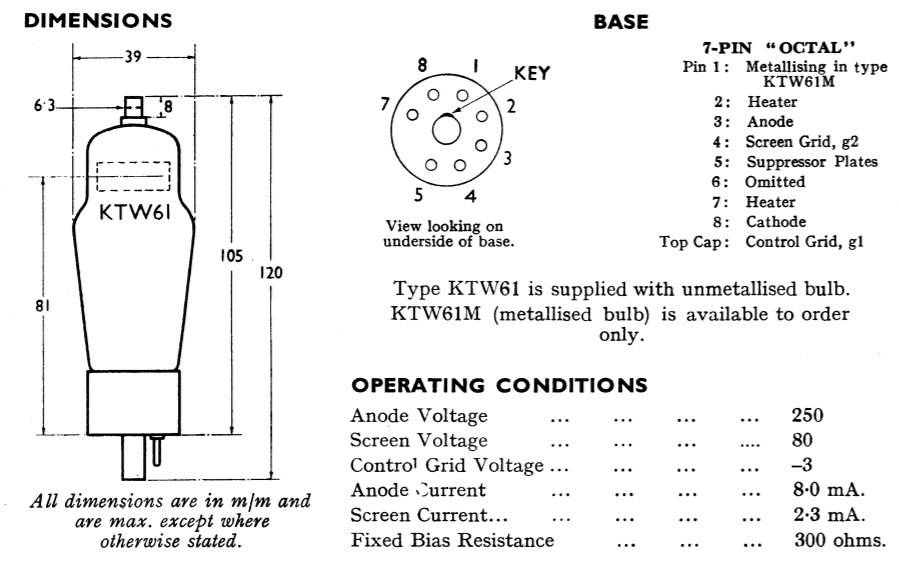 DIMENSIONS
39
6·3
8
KTW61
81
105
120
All dimensions are in m/m and
are max. except where
otherwise stated.
BASE
8 1 KEY
7 2
3
5 4
View looking on
underside of base.
7-PIN "OCTAL"
Pin 1: Metallising in type
KTW61M
2: Heater
3: Anode
4: Screen Grid, g2
5: Suppressor Plates
6: Omitted
7: Heater
8: Cathode
Top Cap: Control Grid, g1
Type KTW61 is supplied with unmetallised bulb.
KTW61M (metallised bulb) is available to order
only.
OPERATING CONDITIONS
Anode Voltage ... ... ... ... 250
Screen Voltage ... ... ... .... 80
Control Grid Voltage ... ... ... ... –3
Anode Current ... ... ... ... 8·0 mA.
Screen Current... ... ... ... ... 2·3 mA.
Fixed Bias Resistance ... ... ... 300 ohms.